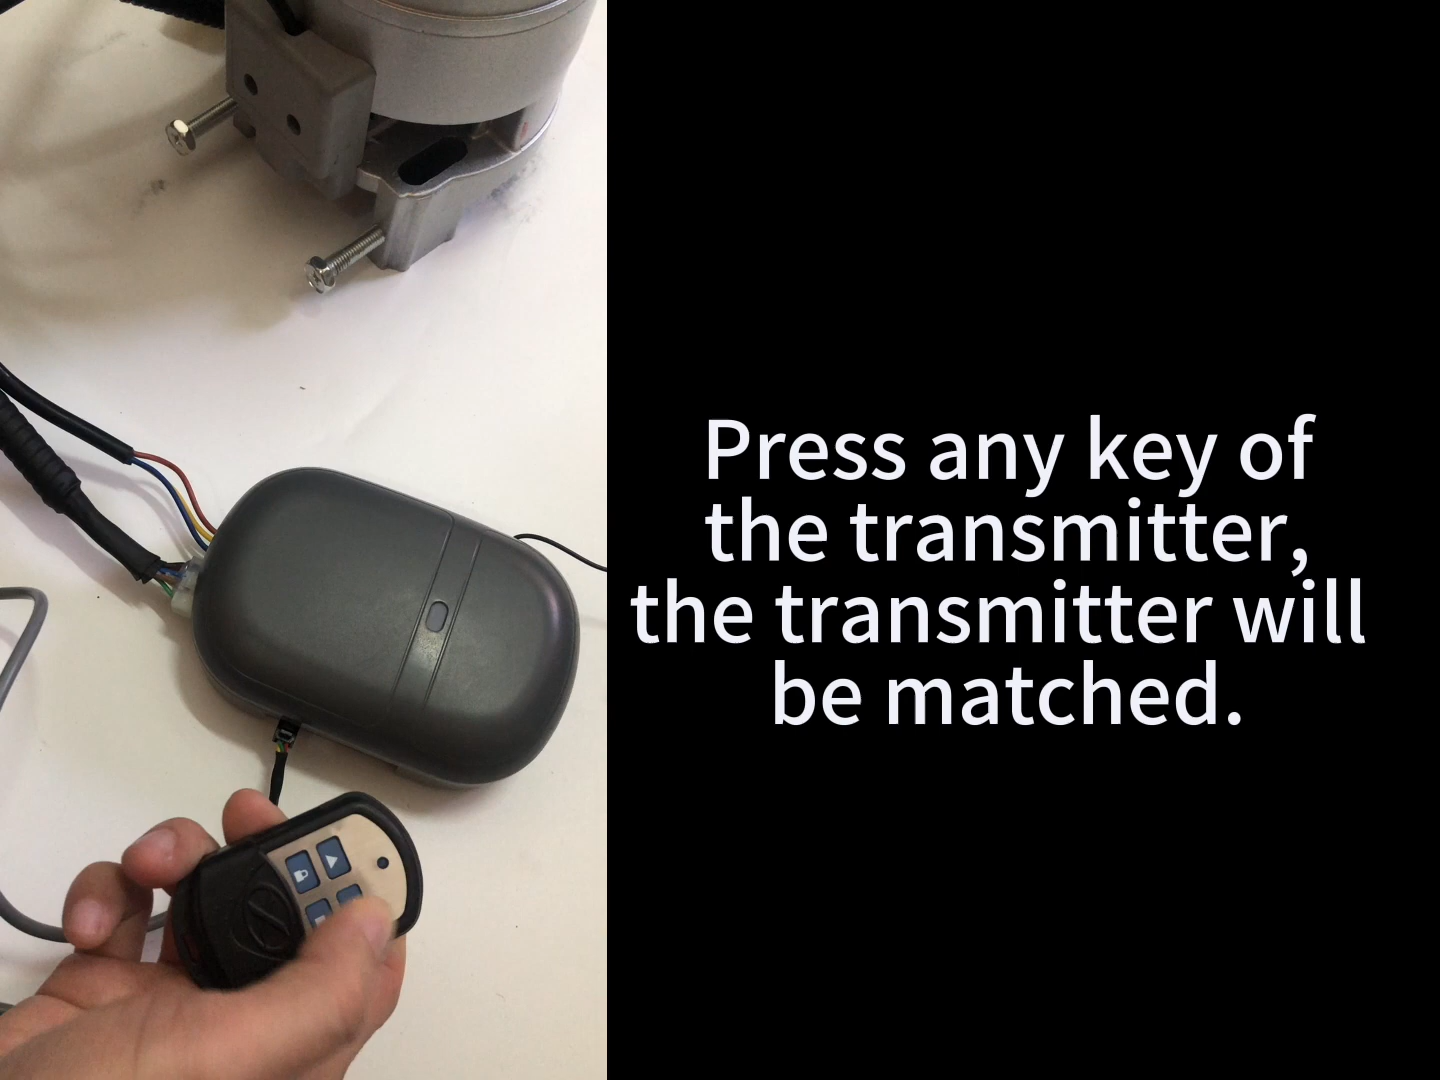 Press any key of
the transmitter,
the transmitter will
be matched.